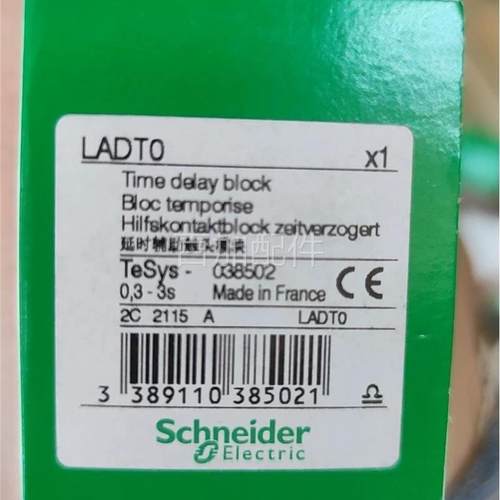 LADT0 x1
Time delay block
Bloc temporise
Hilfskontaktblock zeitverzogert
延时辅助触头模块
TeSys - 038502
0,3 - 3s Made in France CE
2C 2115 A LADT0
3 389110 385021
Schneider
Electric